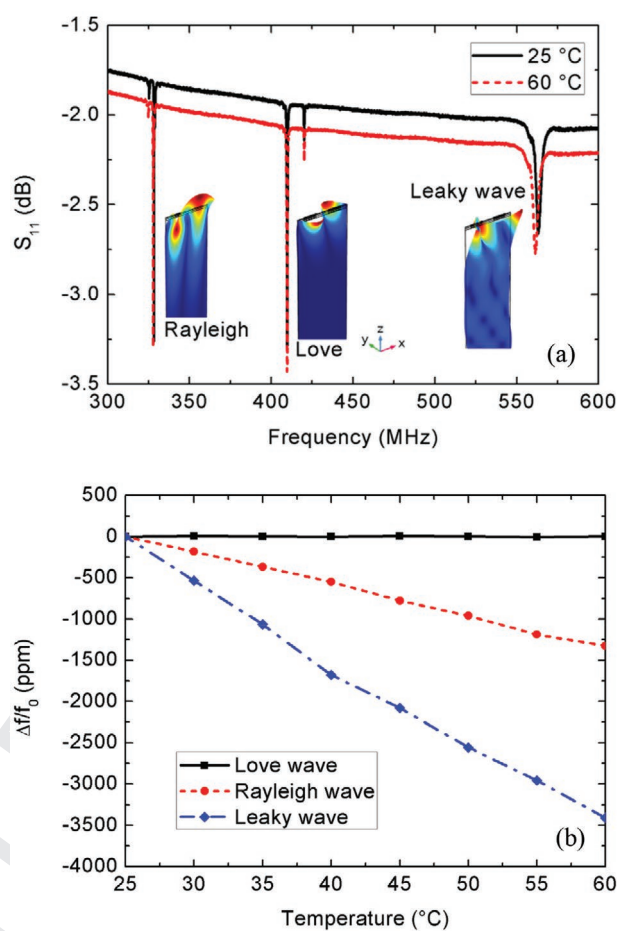 -1.5
-2.0
-2.5
-3.0
-3.5
S11 (dB)
25 °C
60 °C
Leaky wave
Rayleigh
Love
z
y
x
(a)
300 350 400 450 500 550 600
Frequency (MHz)
500
0
-500
-1000
-1500
-2000
-2500
-3000
-3500
-4000
Δf/f0 (ppm)
Love wave
Rayleigh wave
Leaky wave
(b)
25 30 35 40 45 50 55 60
Temperature (°C)